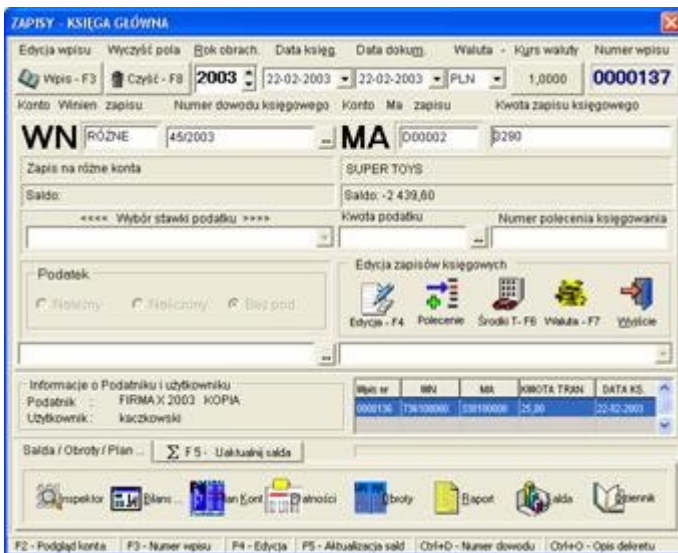 ZAPISY - KSIĘGA GŁÓWNA
Edycja wpisu Wyczyść pola Rok obrach. Data księg. Data dokum. Waluta - Kurs waluty Numer wpisu
Wpis - F3 Czyść - F8 2003 22-02-2003 22-02-2003 PLN 1,0000 0000137
Konto Winien zapisu Numer dowodu księgowego Konto Ma zapisu Kwota zapisu księgowego
WN RÓŻNE 45/2003 ... MA D00002 0290
Zapis na różne konta SUPER TOYS
Saldo: Saldo: -2 439,60
<<<< Wybór stawki podatku >>>> Kwota podatku Numer polecenia księgowania
...
Podatek Edycja zapisów księgowych
Należny Naliczony Bez pod.
Edycja - F4 Polecenie Środki T- F6 Waluta - F7 Wyjście
...
Informacje o Podatniku i użytkowniku
Wpis nr WN MA KWOTA TRAN DATA KS.
Podatnik : FIRMA X 2003 KOPIA
0000136 25,00 22-02-2003
Użytkownik : kaczkowski
Salda / Obroty / Plan ... Σ F 5 - Uaktualnij salda
Inspektor Bilans ... Plan Kont Płatności Obroty Raport Salda Dziennik
F2 - Podgląd konta F3 - Numer wpisu F4 - Edycja F5 - Aktualizacja sald Ctrl+D - Numer dowodu Ctrl+O - Opis dekretu